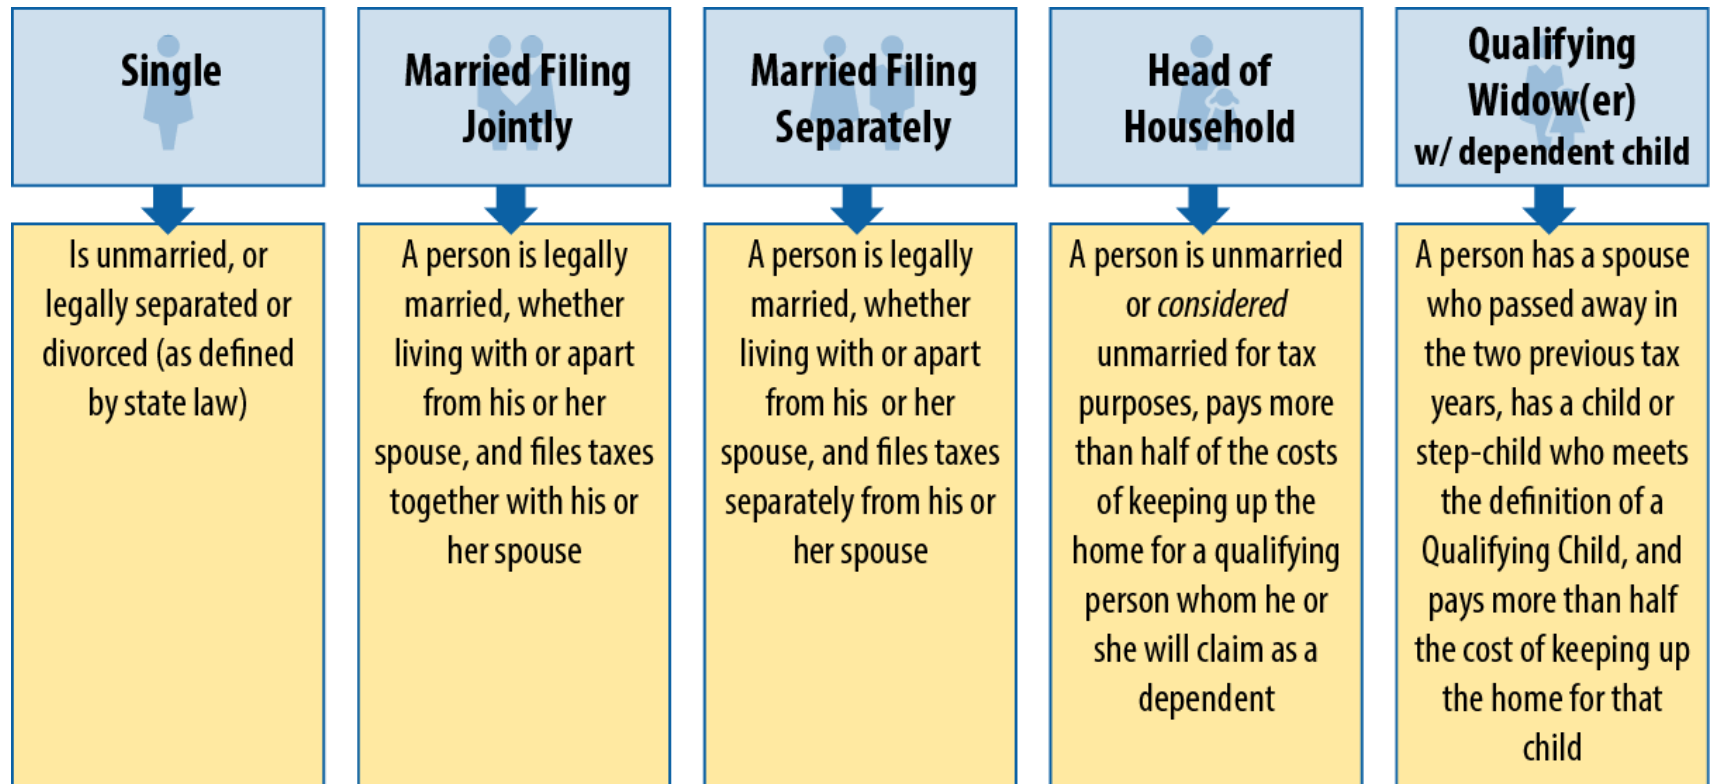 Single
Is unmarried, or
legally separated or
divorced (as defined
by state law)
Married Filing
Jointly
A person is legally
married, whether
living with or apart
from his or her
spouse, and files taxes
together with his or
her spouse
Married Filing
Separately
A person is legally
married, whether
living with or apart
from his or her
spouse, and files taxes
separately from his or
her spouse
Head of
Household
A person is unmarried
or considered
unmarried for tax
purposes, pays more
than half of the costs
of keeping up the
home for a qualifying
person whom he or
she will claim as a
dependent
Qualifying
Widow(er)
w/ dependent child
A person has a spouse
who passed away in
the two previous tax
years, has a child or
step-child who meets
the definition of a
Qualifying Child, and
pays more than half
the cost of keeping up
the home for that
child